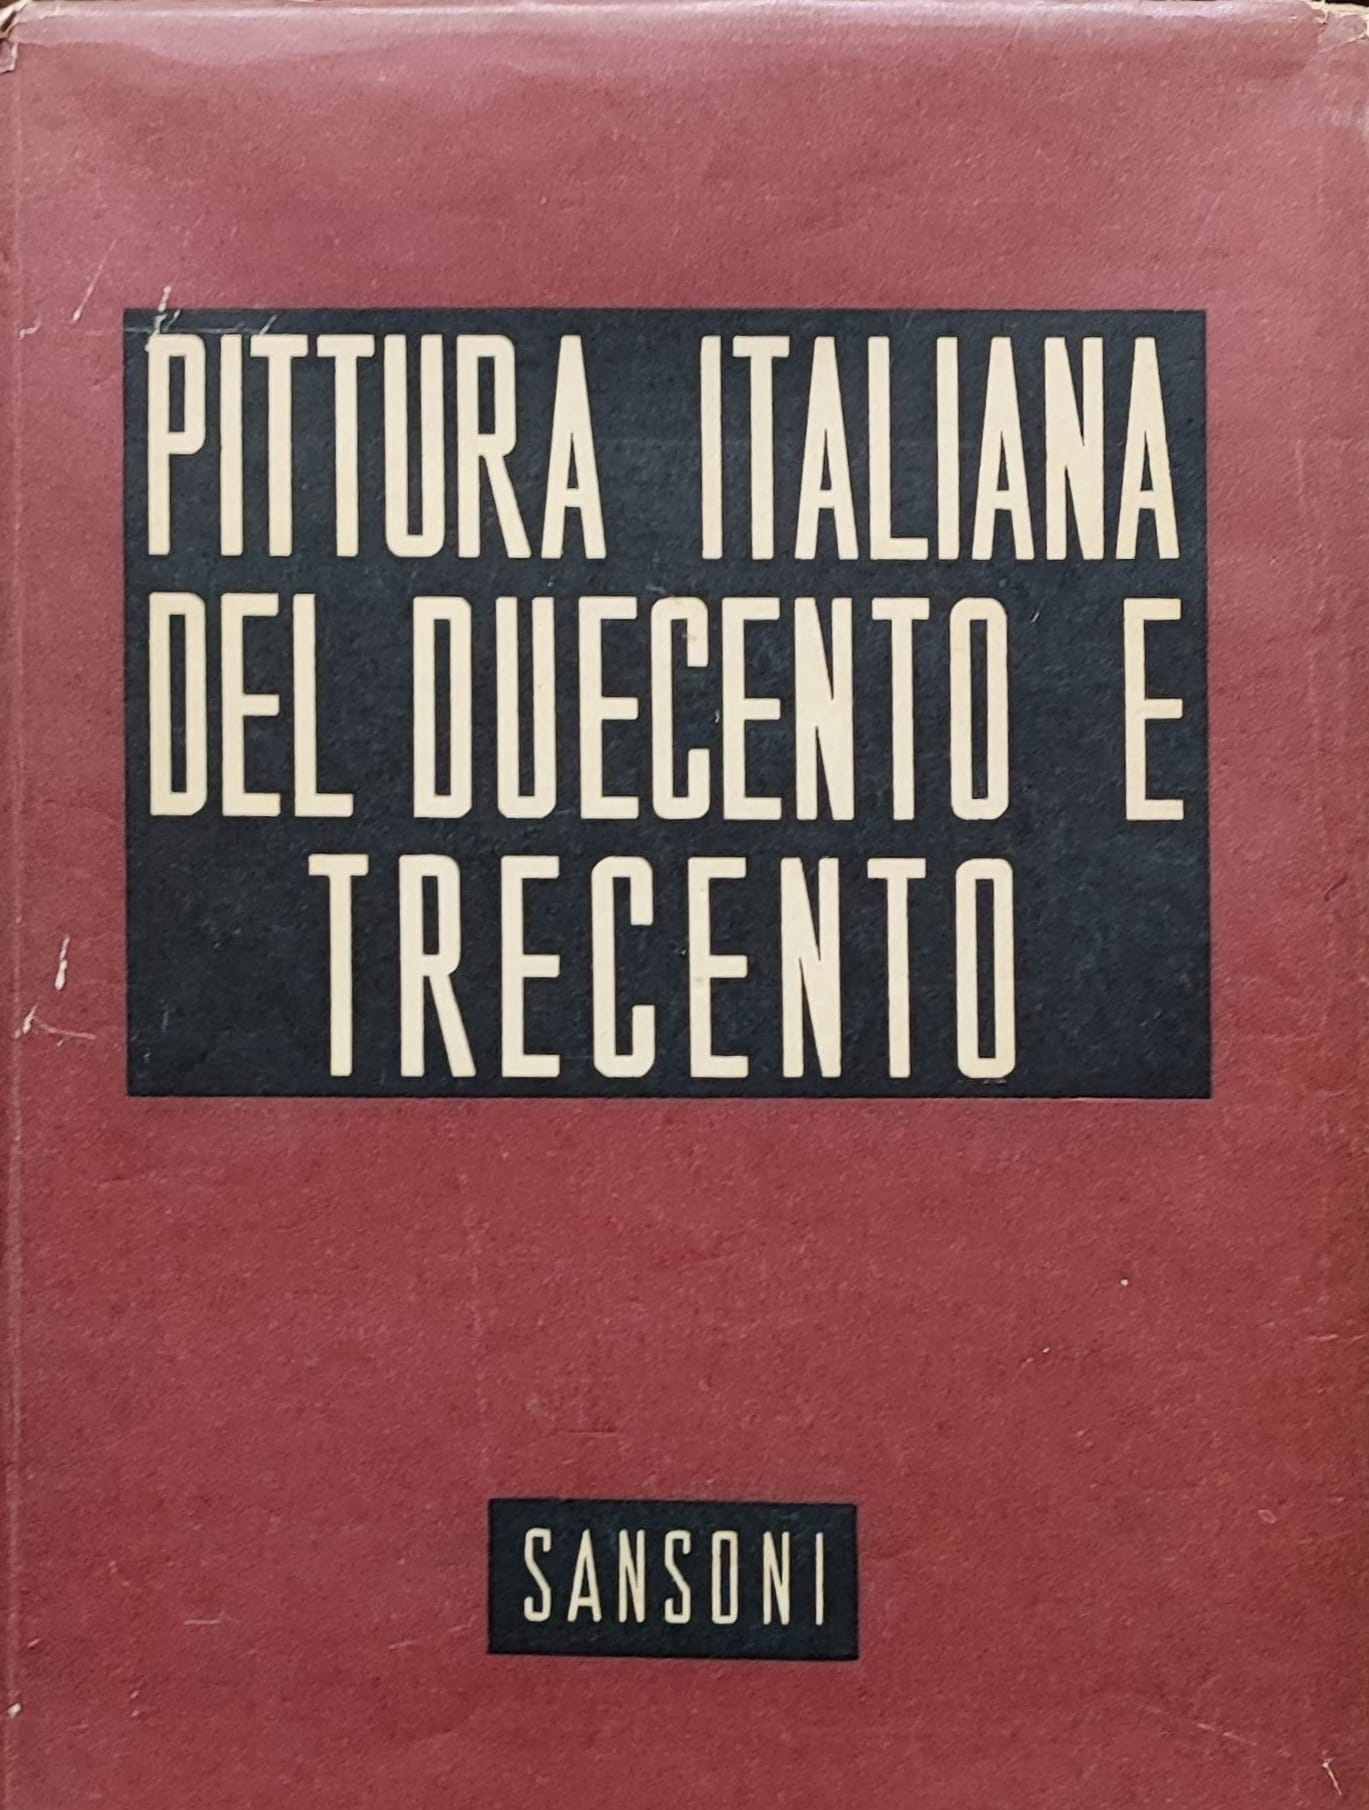 PITTURA ITALIANA
DEL DUECENTO E
TRECENTO
SANSONI